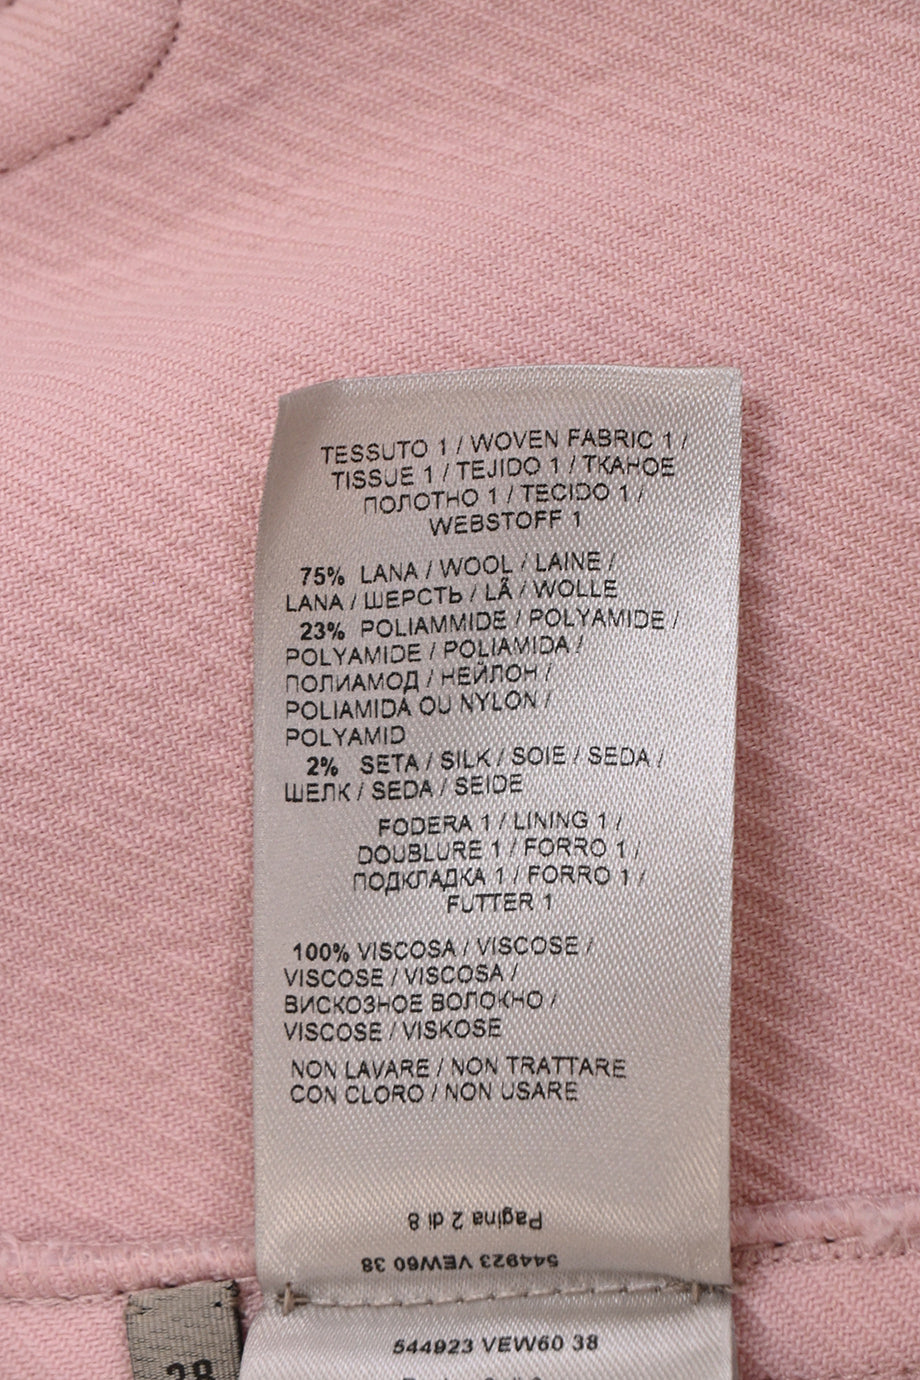 TESSUTO 1 / WOVEN FABRIC 1 /
TISSUE 1 / TEJIDO 1 / ТКАНОЕ
ПОЛОТНО 1 / TECIDO 1 /
WEBSTOFF 1
75% LANA / WOOL / LAINE /
LANA / ШЕРСТЬ / LÃ / WOLLE
23% POLIAMMIDE / POLYAMIDE /
POLYAMIDE / POLIAMIDA /
ПОЛИАМОД / НЕЙЛОН /
POLIAMIDA OU NYLON /
POLYAMID
2% SETA / SILK / SOIE / SEDA /
ШЕЛК / SEDA / SEIDE
FODERA 1 / LINING 1 /
DOUBLURE 1 / FORRO 1 /
ПОДКЛАДКА 1 / FORRO 1 /
FUTTER 1
100% VISCOSA / VISCOSE /
VISCOSE / VISCOSA /
ВИСКОЗНОЕ ВОЛОКНО /
VISCOSE / VISKOSE
NON LAVARE / NON TRATTARE
CON CLORO / NON USARE
Pagina 2 di 8
544923 VEW60 38
544923 VEW60 38
38